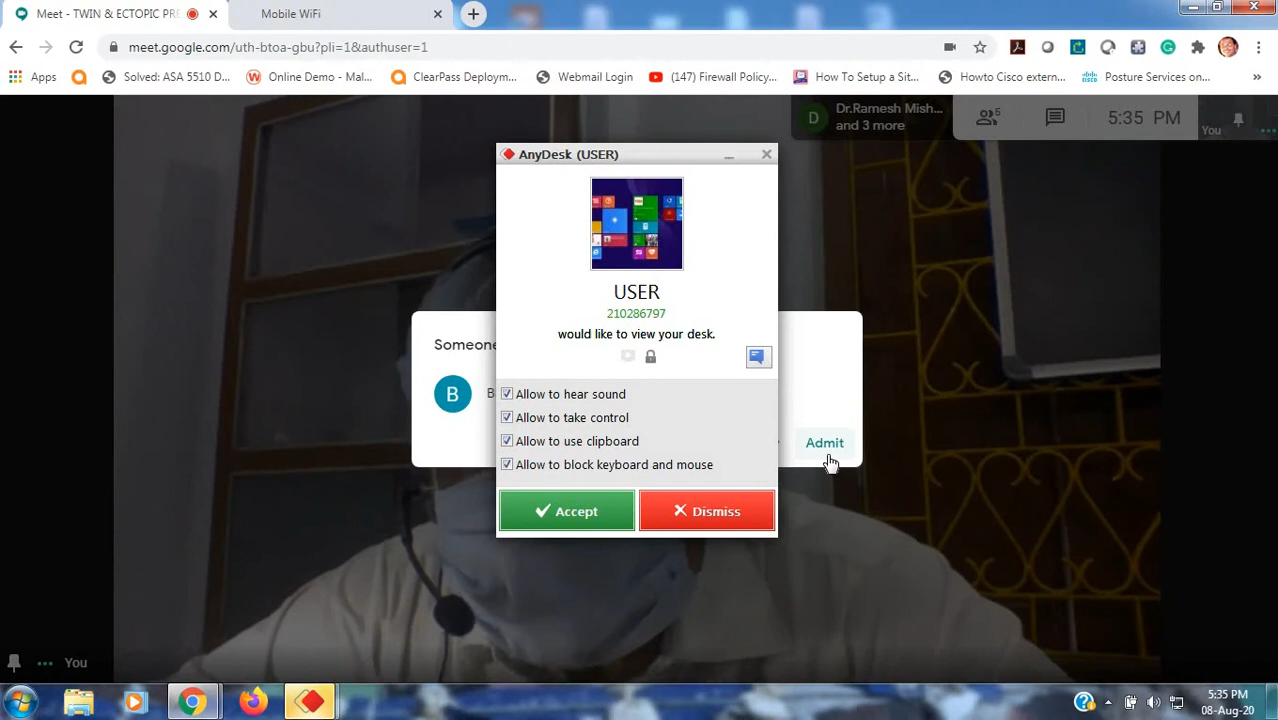 Meet - TWIN & ECTOPIC PRE
Mobile WiFi
meet.google.com/uth-btoa-gbu?pli=1&authuser=1
Apps
Solved: ASA 5510 D...
Online Demo - Mal...
ClearPass Deploym...
Webmail Login
(147) Firewall Policy...
How To Setup a Sit...
Howto Cisco extern...
Posture Services on...
D
Dr.Ramesh Mish...
and 3 more
5
5:35 PM
You
AnyDesk (USER)
USER
210286797
would like to view your desk.
Someone
B
B
Allow to hear sound
Allow to take control
Allow to use clipboard
Allow to block keyboard and mouse
Admit
Accept
Dismiss
You
5:35 PM
08-Aug-20